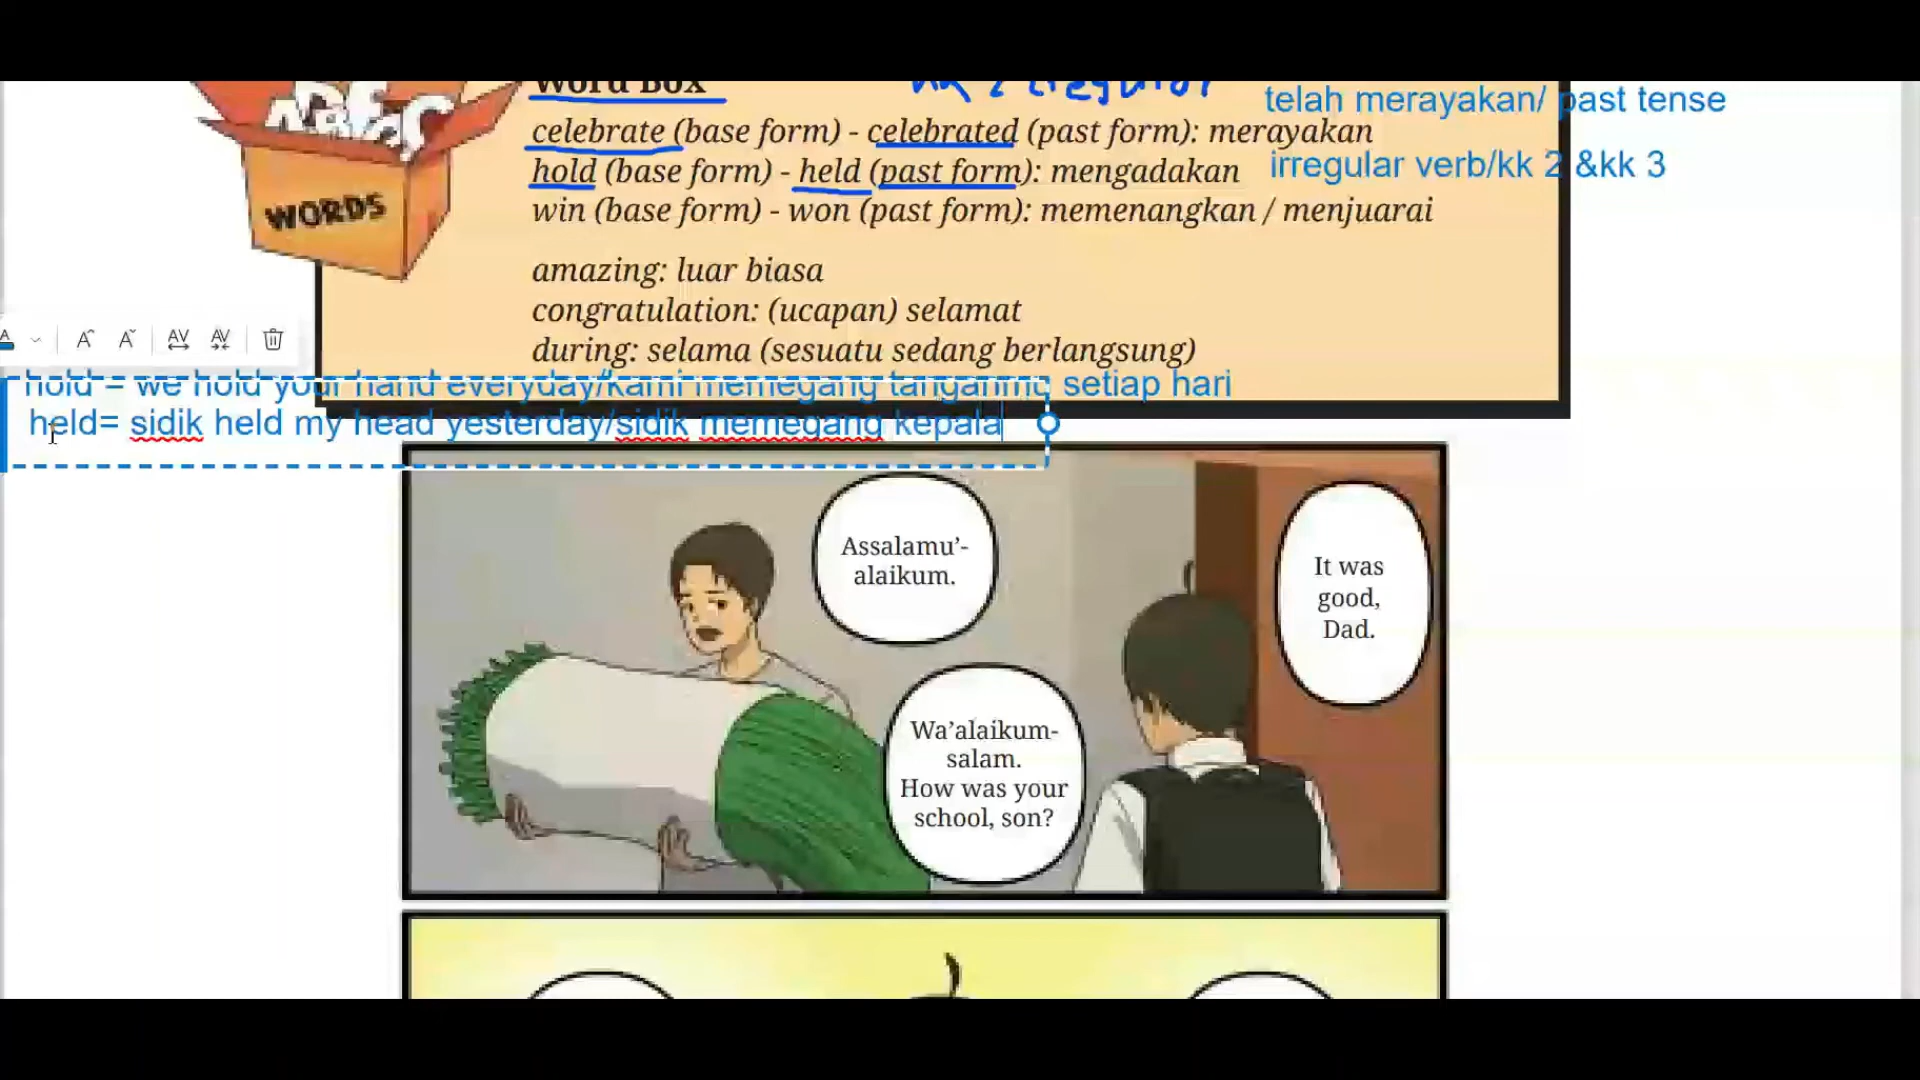 Word Box
telah merayakan/ past tense
celebrate (base form) - celebrated (past form): merayakan
hold (base form) - held (past form): mengadakan
irregular verb/kk 2 &kk 3
win (base form) - won (past form): memenangkan / menjuarai
WORDS
amazing: luar biasa
congratulation: (ucapan) selamat
during: selama (sesuatu sedang berlangsung)
hold = we hold your hand everyday/kami memegang tanganmu setiap hari
held= sidik held my head yesterday/sidik memegang kepala
Assalamu’-
alaikum.
Wa’alaikum-
salam.
How was your
school, son?
It was
good,
Dad.